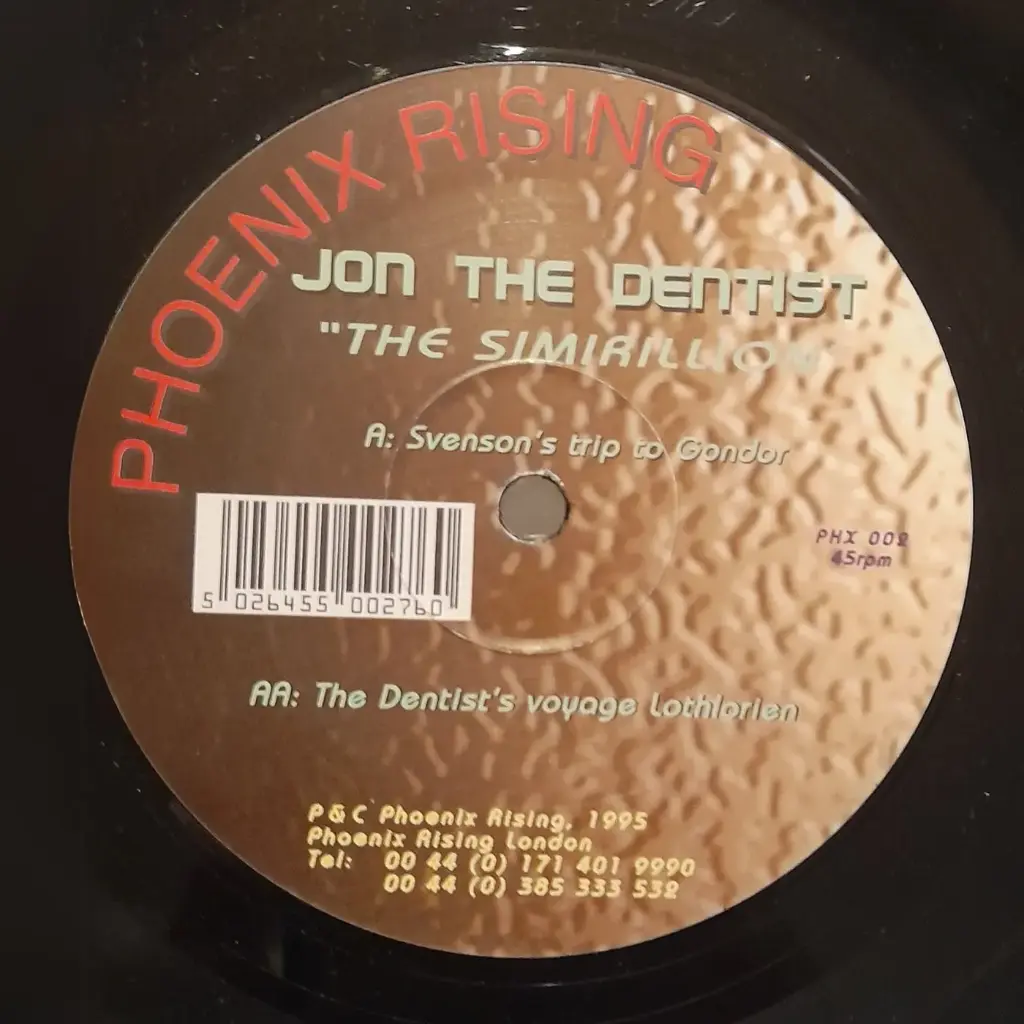 PHOENIX RISING
JON THE DENTIST
"THE SIMIRILLION"
A: Svenson's trip to Gondor
PHX 002
45rpm
5 026455 002760
AA: The Dentist's voyage Lothlorien
P & C Phoenix Rising, 1995
Phoenix Rising London
Tel: 00 44 (0) 171 401 9990
00 44 (0) 385 333 532